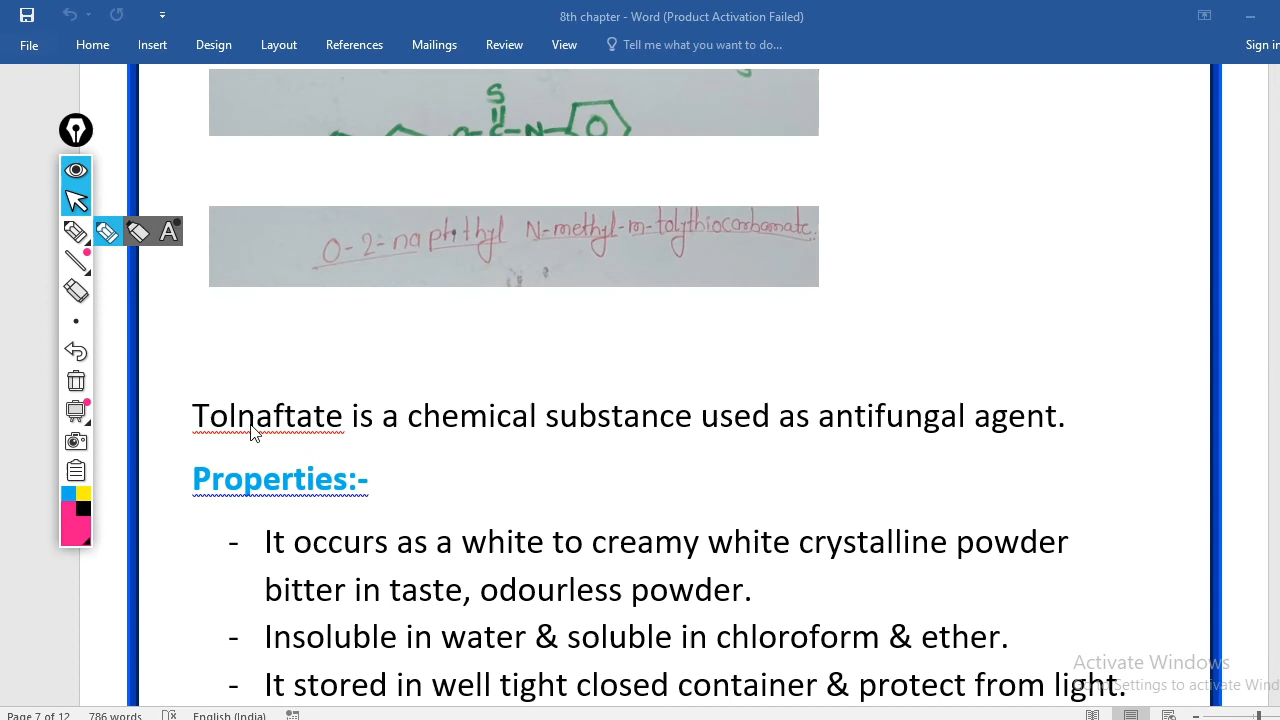 8th chapter - Word (Product Activation Failed)
File Home Insert Design Layout References Mailings Review View Tell me what you want to do... Sign in
S
O-C-N
O-2-naphthyl N-methyl-m-tolythiocarbamate.
A
Tolnaftate is a chemical substance used as antifungal agent.
Properties:-
- It occurs as a white to creamy white crystalline powder
bitter in taste, odourless powder.
- Insoluble in water & soluble in chloroform & ether.
- It stored in well tight closed container & protect from light.
Activate Windows
Settings to activate Wind
Page 7 of 12 786 words English (India)